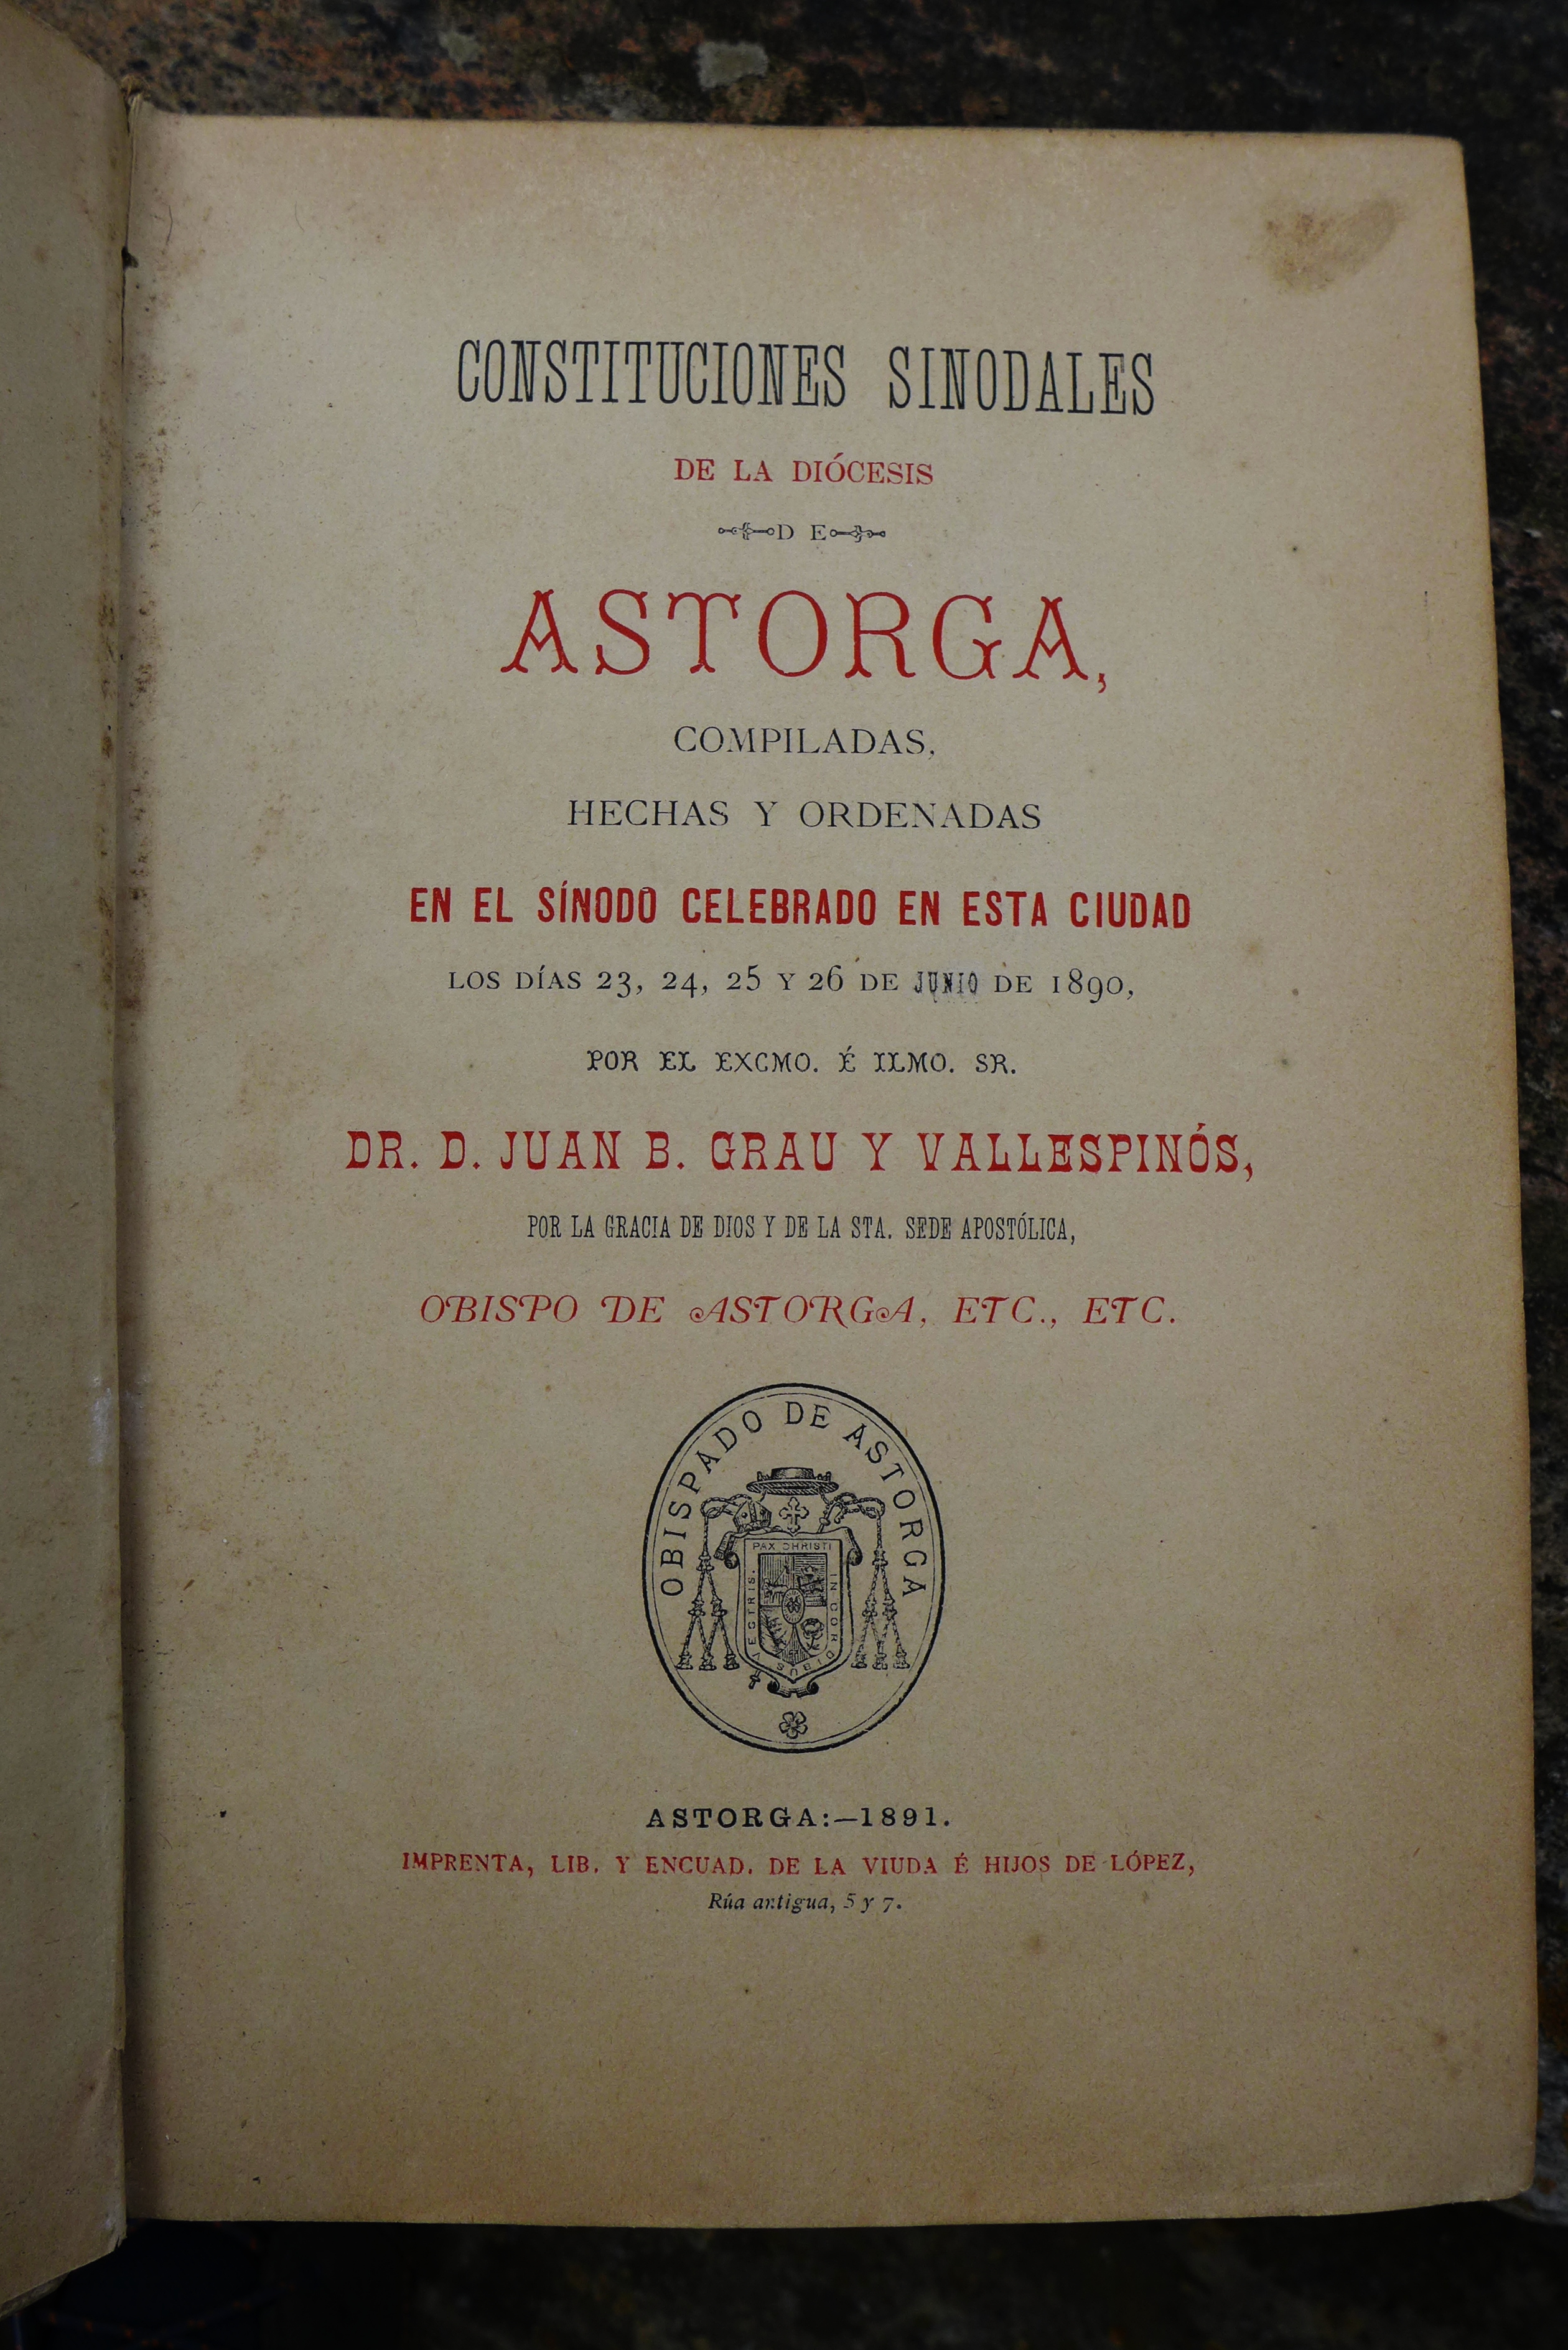 CONSTITUCIONES SINODALES
DE LA DIÓCESIS
DE
ASTORGA,
COMPILADAS,
HECHAS Y ORDENADAS
EN EL SÍNODO CELEBRADO EN ESTA CIUDAD
LOS DÍAS 23, 24, 25 Y 26 DE JUNIO DE 1890,
POR EL EXCMO. É ILMO. SR.
DR. D. JUAN B. GRAU Y VALLESPINÓS,
POR LA GRACIA DE DIOS Y DE LA STA. SEDE APOSTÓLICA,
OBISPO DE ASTORGA, ETC., ETC.
OBISPADO DE ASTORGA
PAX CHRISTI
ASTORGA:—1891.
IMPRENTA, LIB. Y ENCUAD. DE LA VIUDA É HIJOS DE LÓPEZ,
Rúa antigua, 5 y 7.